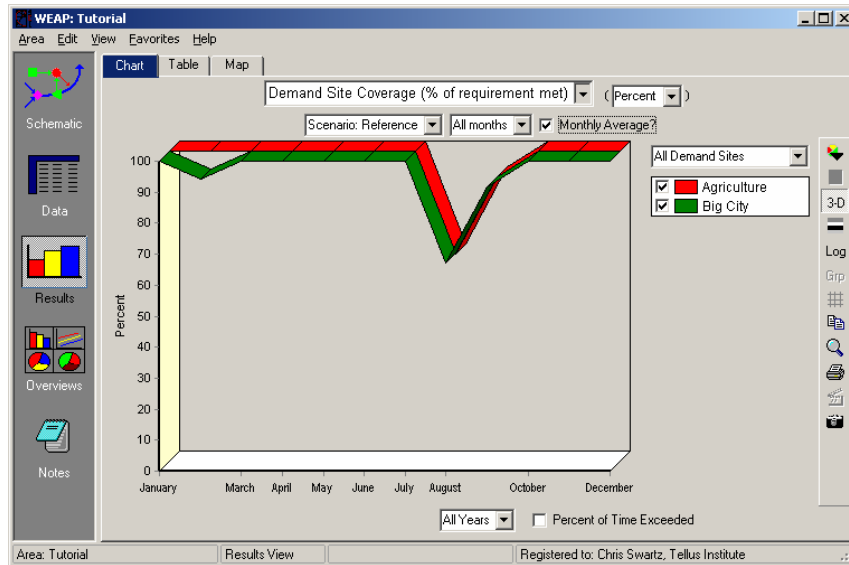 WEAP: Tutorial
Area Edit View Favorites Help
Chart Table Map
Demand Site Coverage (% of requirement met) (Percent)
Scenario: Reference All months Monthly Average?
Schematic
Data
Results
Overviews
Notes
Percent
100
90
80
70
60
50
40
30
20
10
0
January March April May June July August October December
All Demand Sites
Agriculture
Big City
3-D
Log
Grp
All Years Percent of Time Exceeded
Area: Tutorial Results View Registered to: Chris Swartz, Tellus Institute